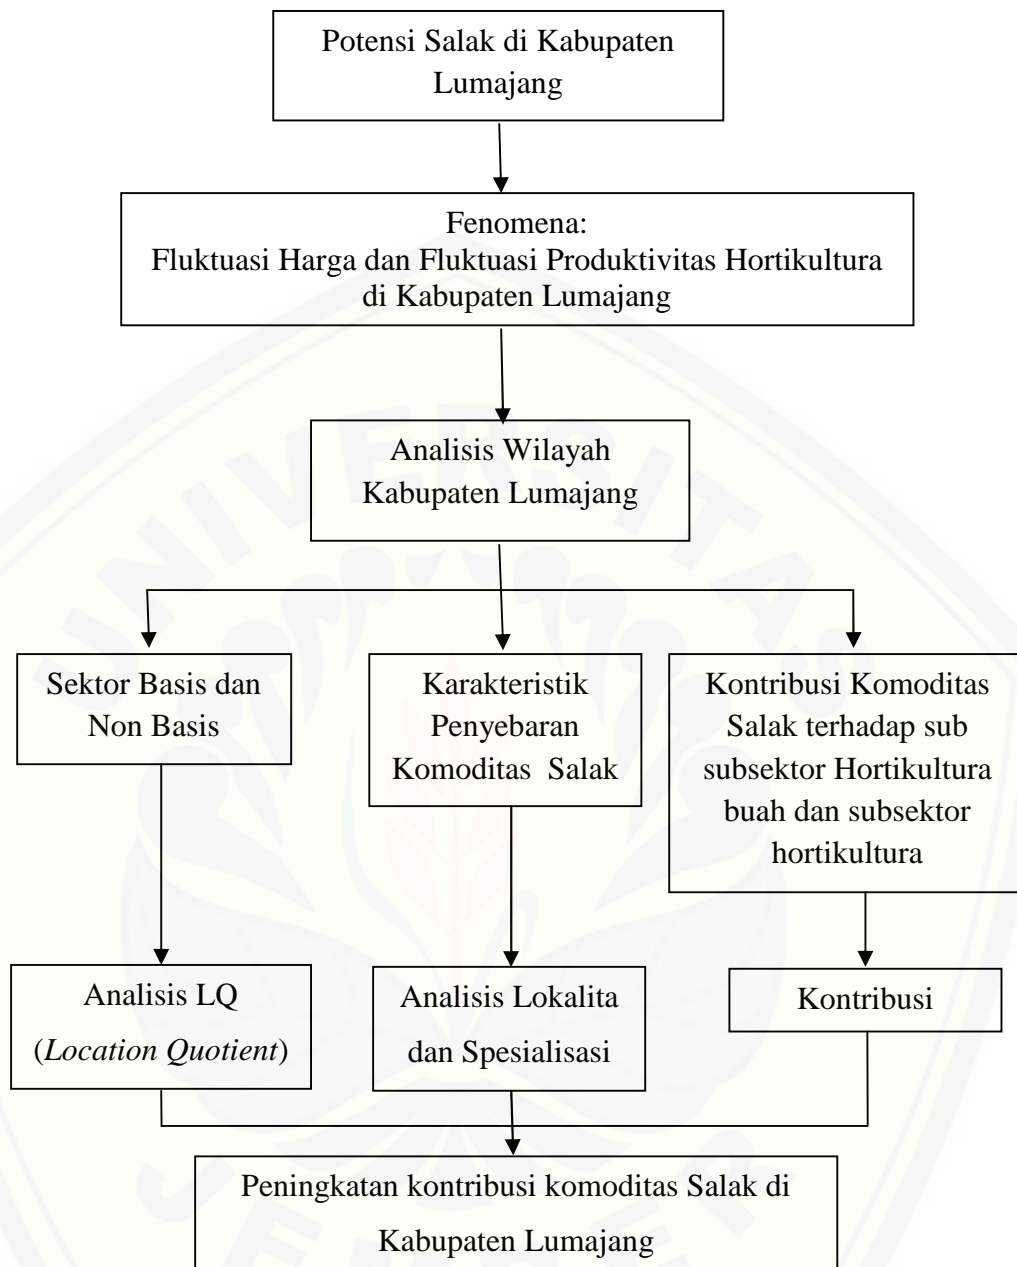 Potensi Salak di Kabupaten
Lumajang
Fenomena:
Fluktuasi Harga dan Fluktuasi Produktivitas Hortikultura
di Kabupaten Lumajang
Analisis Wilayah
Kabupaten Lumajang
Sektor Basis dan
Non Basis
Karakteristik
Penyebaran
Komoditas Salak
Kontribusi Komoditas
Salak terhadap sub
subsektor Hortikultura
buah dan subsektor
hortikultura
Analisis LQ
(Location Quotient)
Analisis Lokalita
dan Spesialisasi
Kontribusi
Peningkatan kontribusi komoditas Salak di
Kabupaten Lumajang
UNIVERSITAS
JEMBER